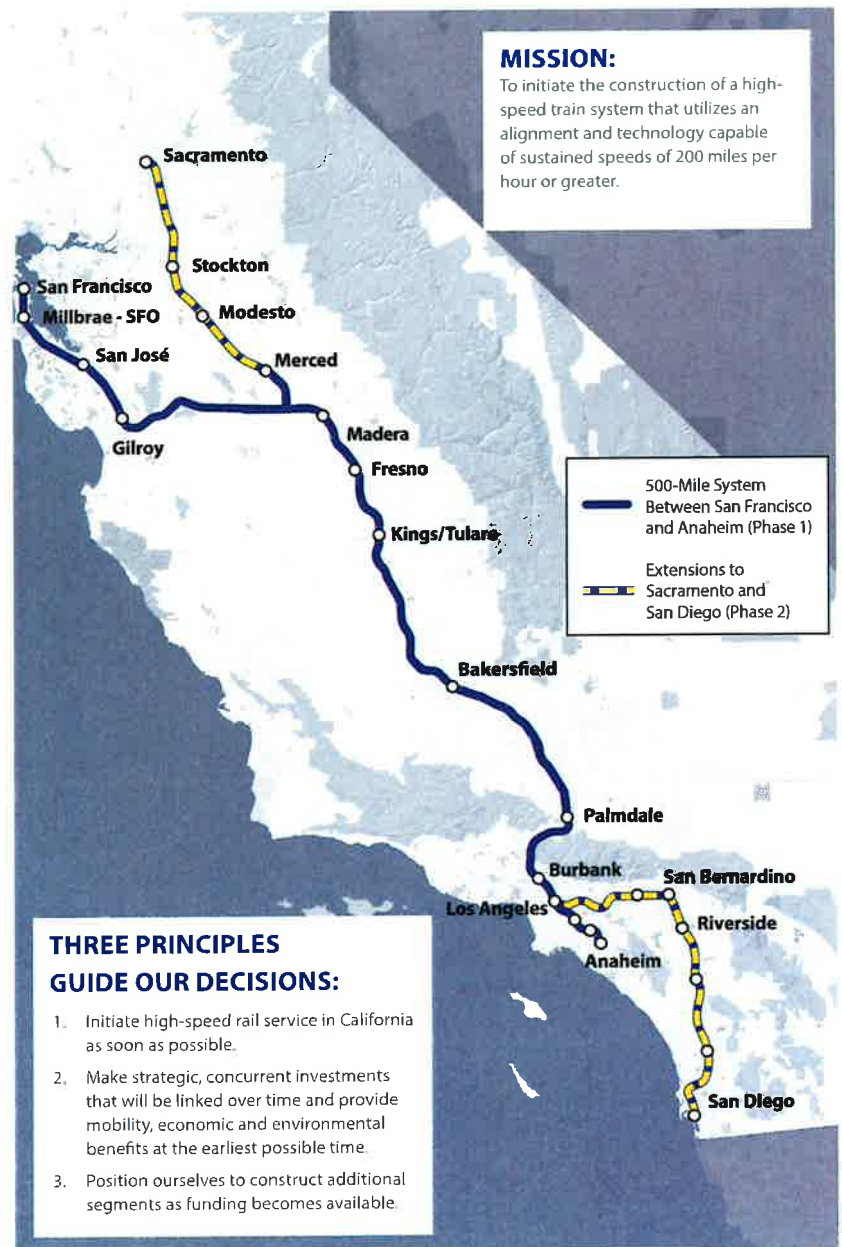 MISSION:
To initiate the construction of a high-
speed train system that utilizes an
alignment and technology capable
of sustained speeds of 200 miles per
hour or greater.
Sacramento
Stockton
San Francisco
Modesto
Millbrae - SFO
San José
Merced
Gilroy
Madera
Fresno
500-Mile System
Between San Francisco
and Anaheim (Phase 1)
Kings/Tulare
Extensions to
Sacramento and
San Diego (Phase 2)
Bakersfield
Palmdale
Burbank
San Bernardino
Los Angeles
Riverside
Anaheim
San Diego
THREE PRINCIPLES
GUIDE OUR DECISIONS:
1. Initiate high-speed rail service in California
as soon as possible.
2. Make strategic, concurrent investments
that will be linked over time and provide
mobility, economic and environmental
benefits at the earliest possible time.
3. Position ourselves to construct additional
segments as funding becomes available.